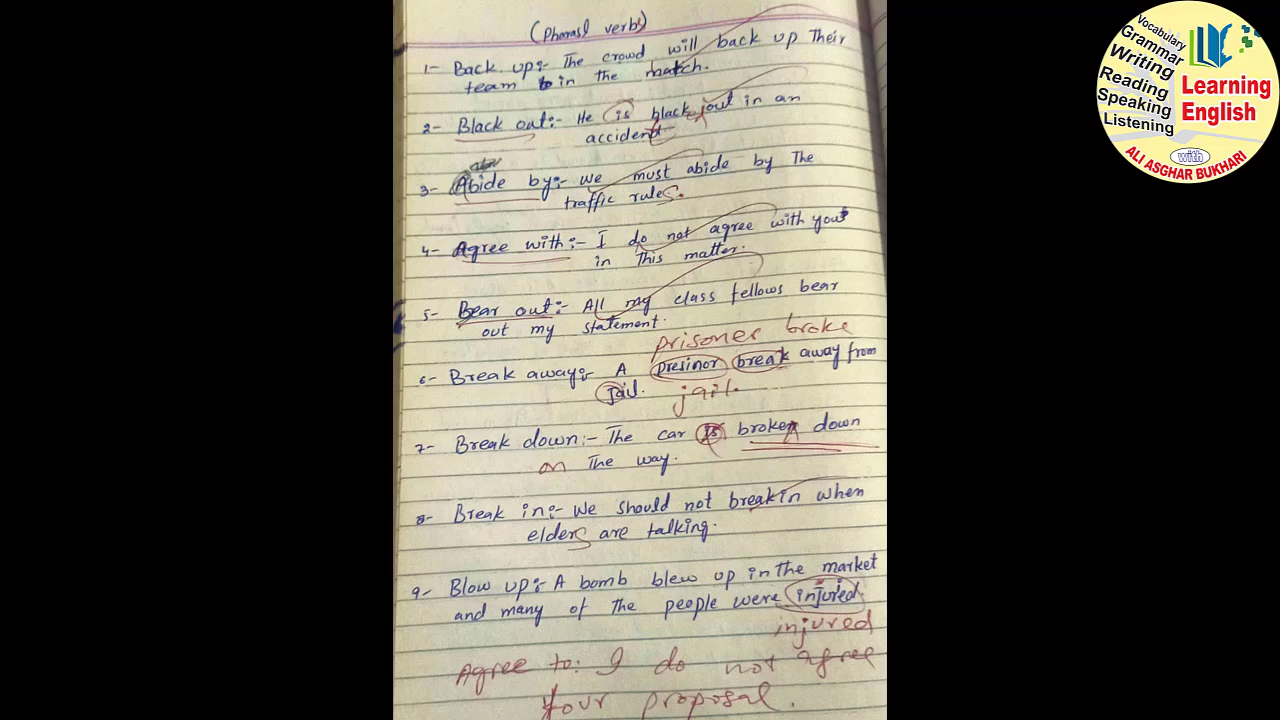 (Pharasl verbs)
1- Back up:- The crowd will back up Their
team in the match.
2- Black out:- He is blacked out in an
accident
3- Abide by:- we must abide by The
traffic rules.
4- Agree with:- I do not agree with you
in This matter.
5- Bear out:- All my class fellows bear
out my statement.
prisoner broke
6- Break away:- A presinor break away from
Jail. jail.
7- Break down:- The car is broken down
on The way.
8- Break in:- We should not breakin when
elders are talking.
9- Blow up:- A bomb blew up in the market
and many of The people were injured.
injured
Agree to: I do not agree
your proposal.
Vocabulary
Grammar
Writing
Reading
Speaking
Listening
Learning
English
with
ALI ASGHAR BUKHARI